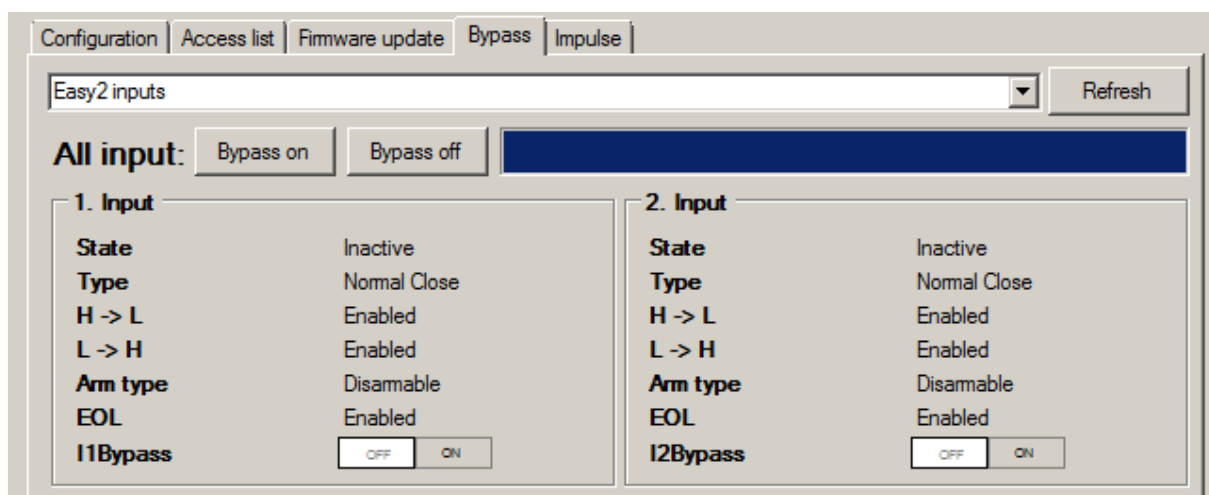 Configuration Access list Firmware update Bypass Impulse
Easy2 inputs Refresh
All input: Bypass on Bypass off
1. Input
State Inactive
Type Normal Close
H -> L Enabled
L -> H Enabled
Arm type Disarmable
EOL Enabled
I1Bypass OFF ON
2. Input
State Inactive
Type Normal Close
H -> L Enabled
L -> H Enabled
Arm type Disarmable
EOL Enabled
I2Bypass OFF ON